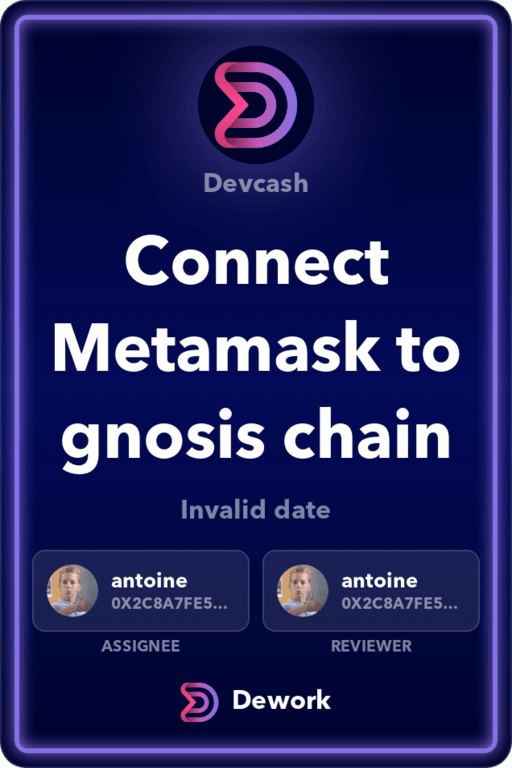 Devcash
Connect
Metamask to
gnosis chain
Invalid date
antoine
0X2C8A7FE5...
ASSIGNEE
antoine
0X2C8A7FE5...
REVIEWER
Dework